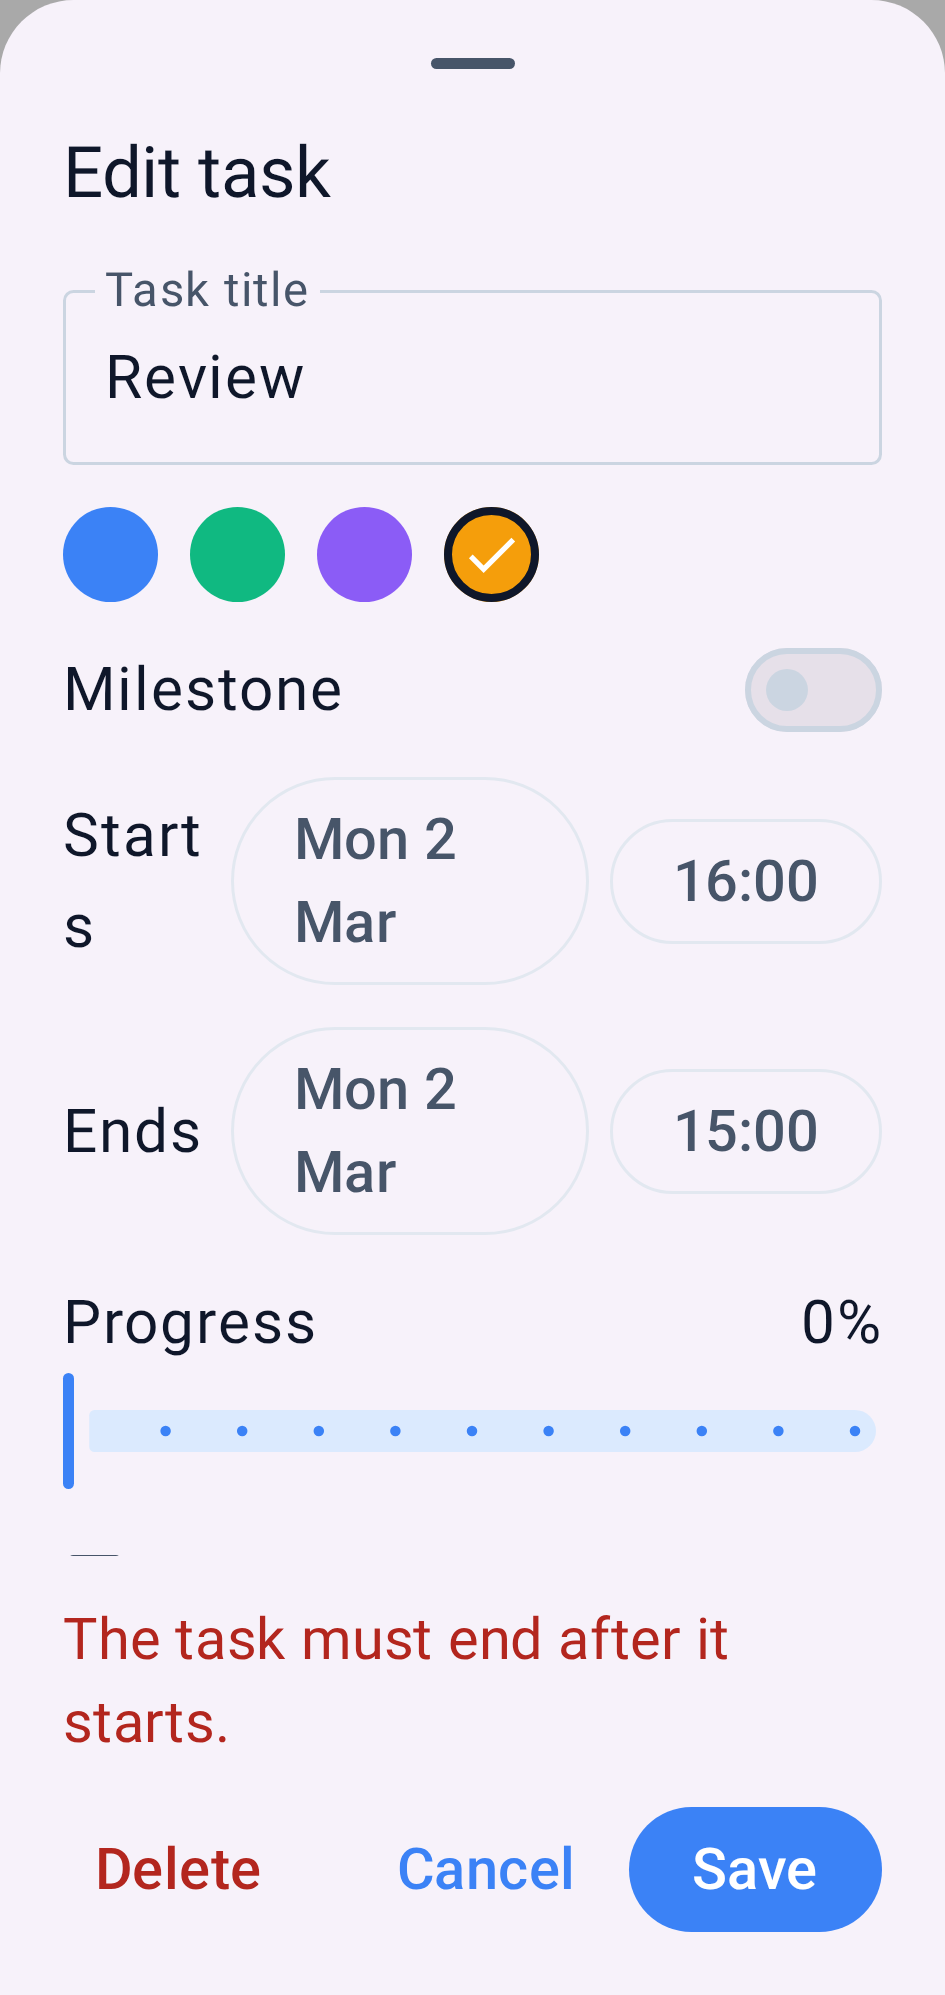 Edit task
Task title
Review
Milestone
Start
s
Mon 2
Mar
16:00
Ends
Mon 2
Mar
15:00
Progress 0%
The task must end after it
starts.
Delete Cancel Save